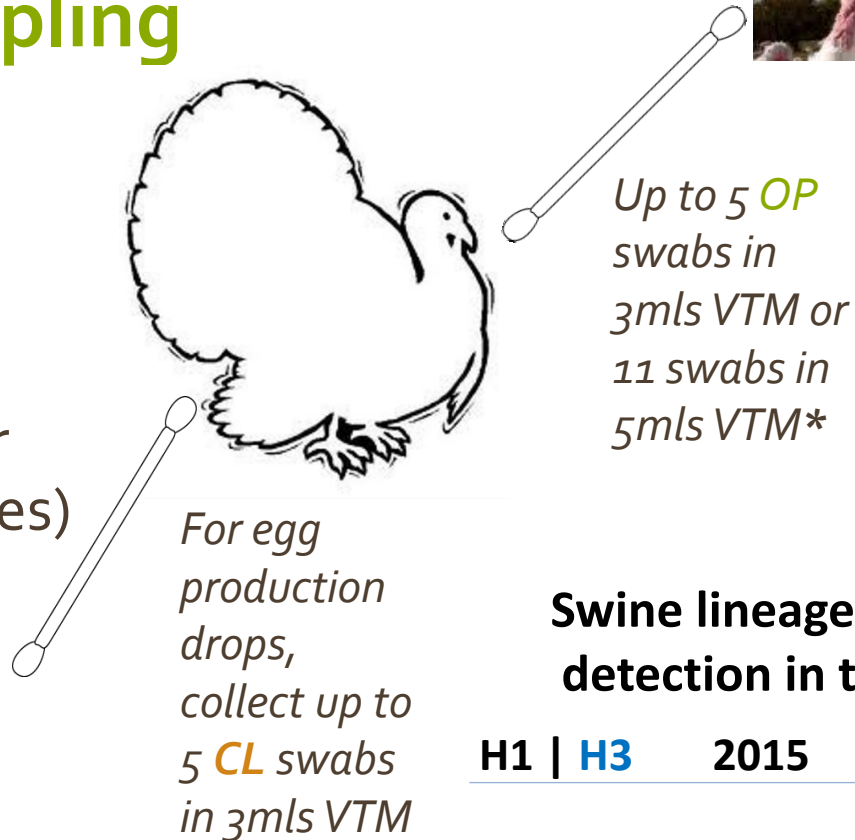 pling
Up to 5 OP
swabs in
3mls VTM or
11 swabs in
5mls VTM*
r
es)
For egg
production
drops,
collect up to
5 CL swabs
in 3mls VTM
Swine lineage
detection in t
H1 | H3 2015